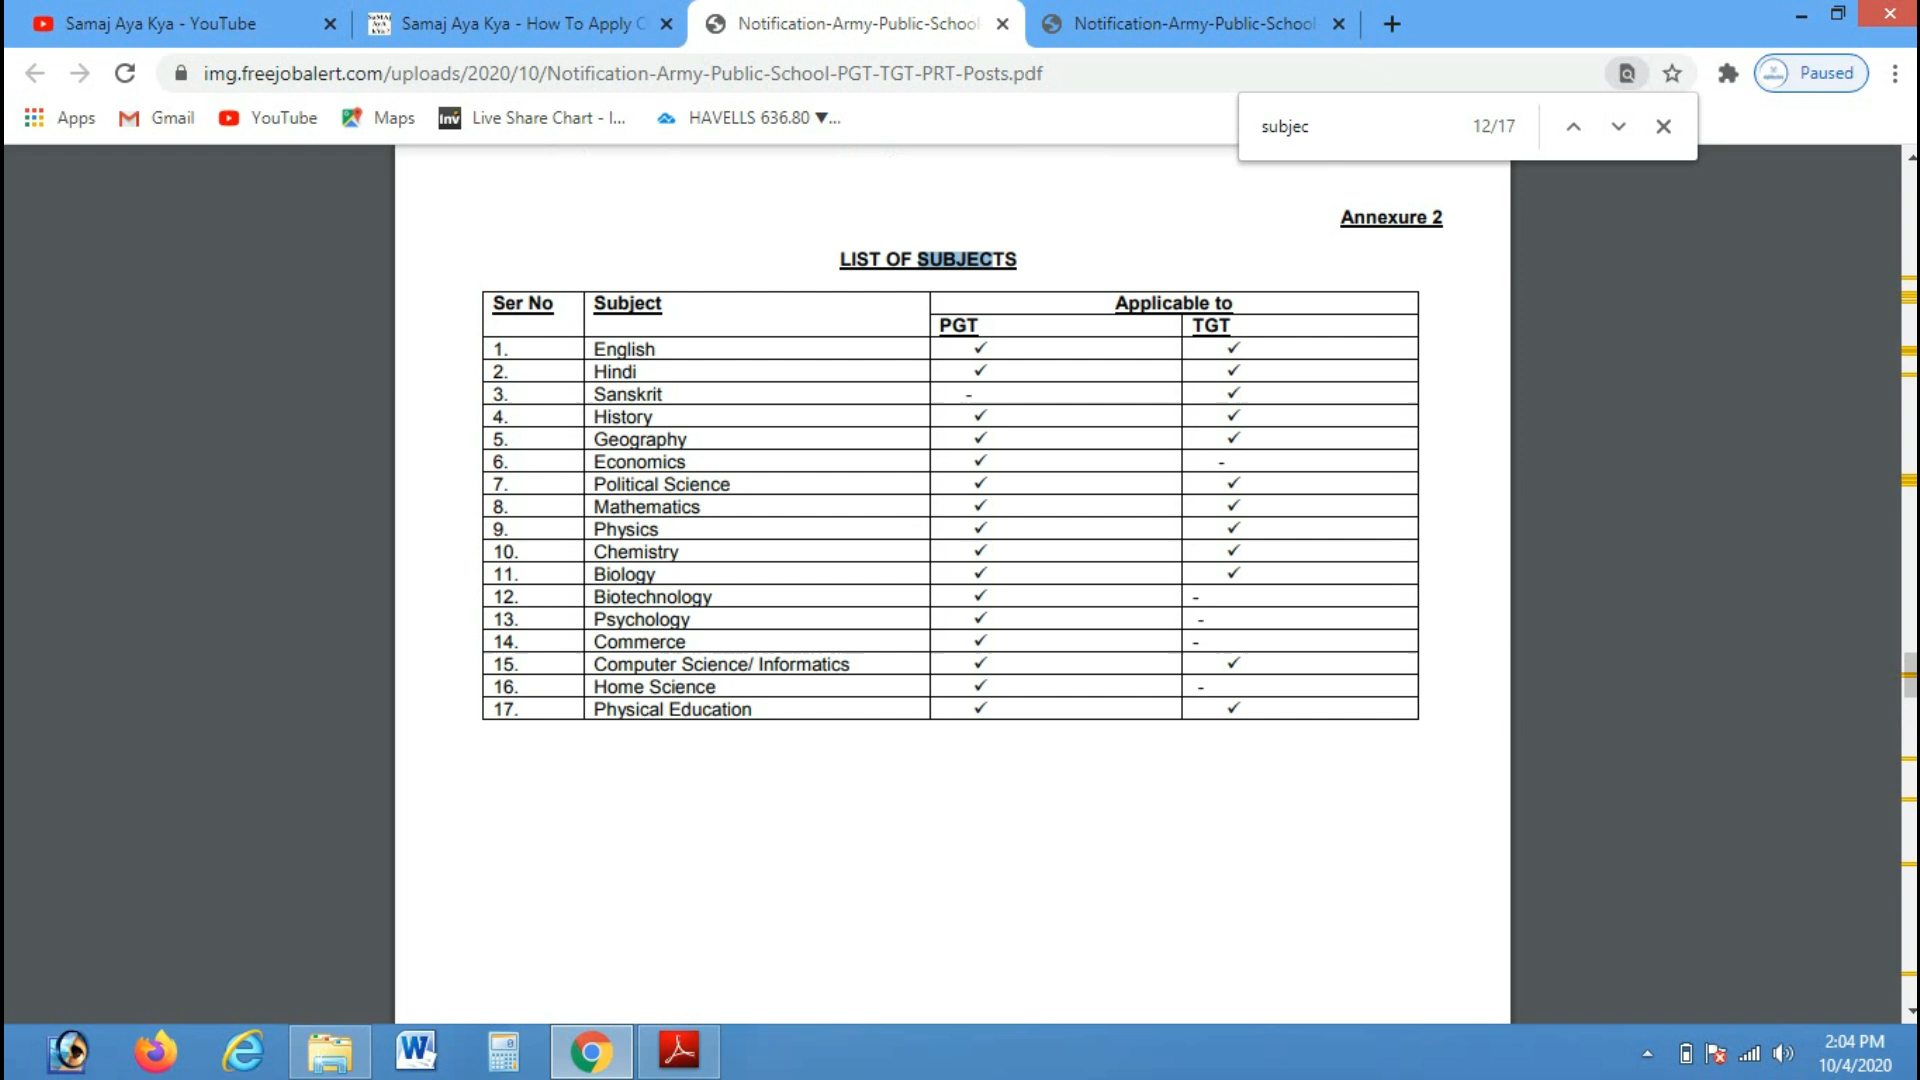 Samaj Aya Kya - YouTube
Samaj Aya Kya - How To Apply
Notification-Army-Public-School
Notification-Army-Public-School
img.freejobalert.com/uploads/2020/10/Notification-Army-Public-School-PGT-TGT-PRT-Posts.pdf
Paused
Apps
Gmail
YouTube
Maps
Inv
Live Share Chart - I...
HAVELLS 636.80 ▼...
subjec
12/17
Annexure 2
LIST OF SUBJECTS
Ser No Subject Applicable to
PGT TGT
1. English ✓ ✓
2. Hindi ✓ ✓
3. Sanskrit - ✓
4. History ✓ ✓
5. Geography ✓ ✓
6. Economics ✓ -
7. Political Science ✓ ✓
8. Mathematics ✓ ✓
9. Physics ✓ ✓
10. Chemistry ✓ ✓
11. Biology ✓ ✓
12. Biotechnology ✓ -
13. Psychology ✓ -
14. Commerce ✓ -
15. Computer Science/ Informatics ✓ ✓
16. Home Science ✓ -
17. Physical Education ✓ ✓
2:04 PM
10/4/2020